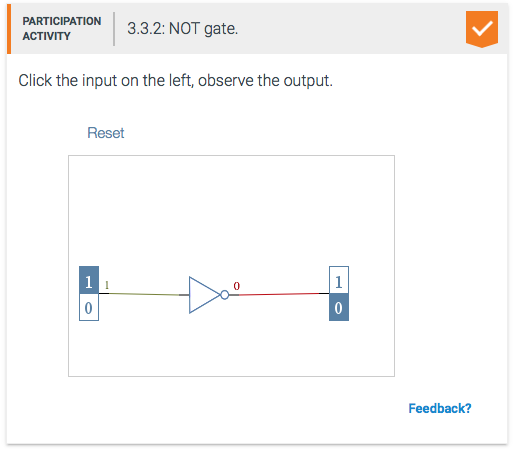 PARTICIPATION
ACTIVITY
3.3.2: NOT gate.
Click the input on the left, observe the output.
Reset
1
1
0
0
1
0
Feedback?